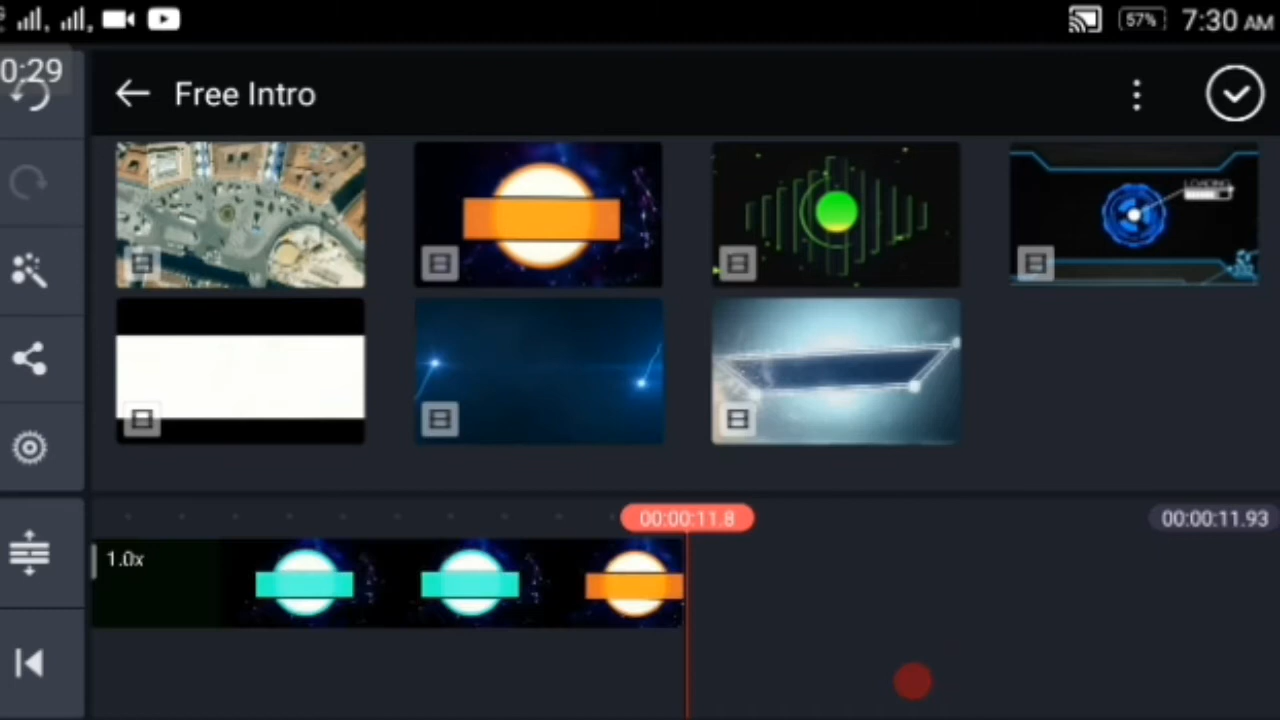 57%
7:30 AM
0:29
Free Intro
LOADING
00:00:11.8
00:00:11.93
1.0x